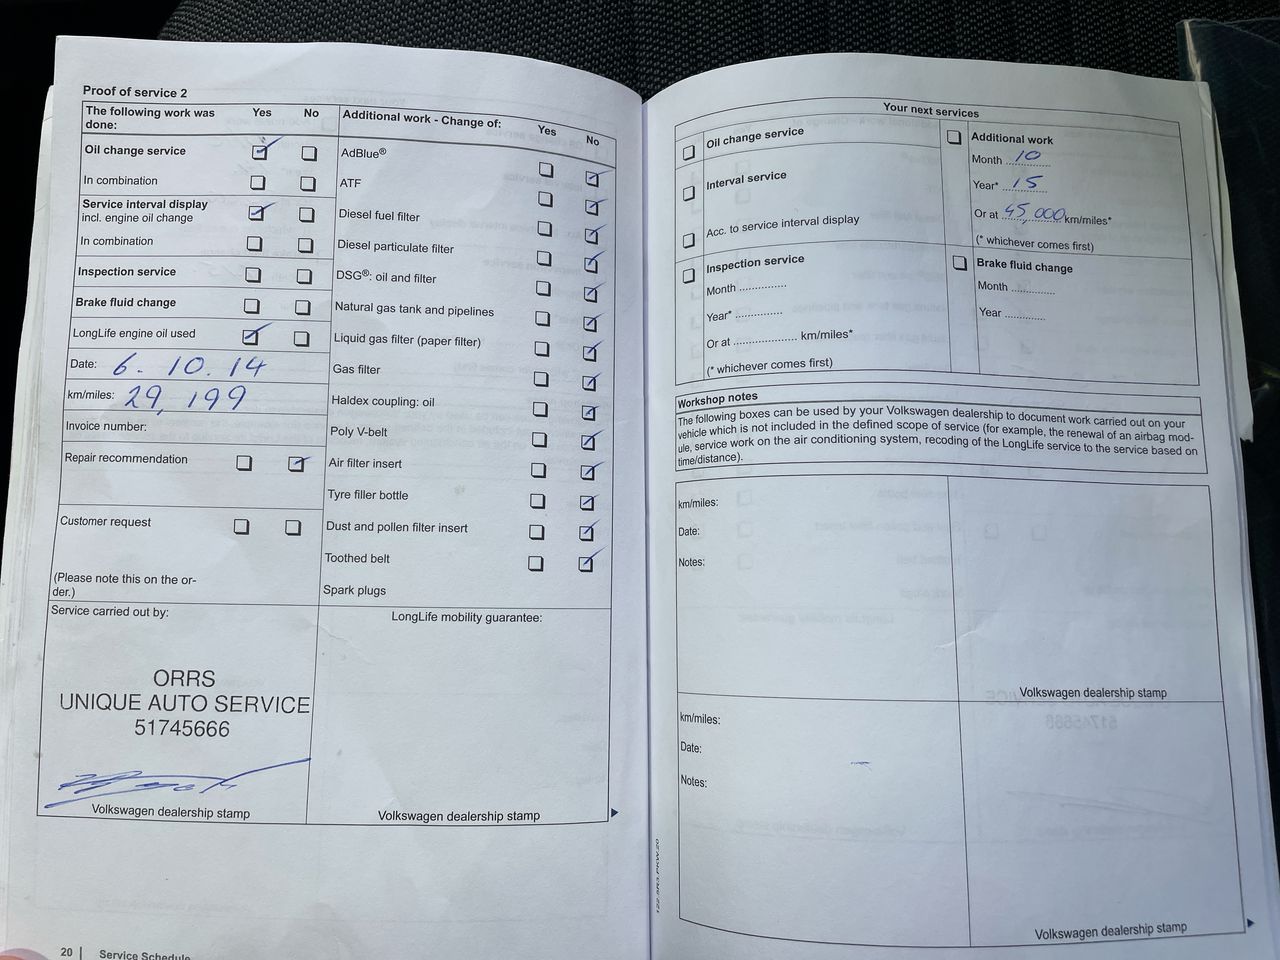 Proof of service 2
The following work was
done:
Yes
No
Oil change service
In combination
Service interval display
incl. engine oil change
In combination
Inspection service
Brake fluid change
LongLife engine oil used
Date: 6. 10. 14
km/miles: 29, 199
Invoice number:
Repair recommendation
Customer request
(Please note this on the or-
der.)
Additional work - Change of:
Yes
No
AdBlue®
ATF
Diesel fuel filter
Diesel particulate filter
DSG®: oil and filter
Natural gas tank and pipelines
Liquid gas filter (paper filter)
Gas filter
Haldex coupling: oil
Poly V-belt
Air filter insert
Tyre filler bottle
Dust and pollen filter insert
Toothed belt
Spark plugs
Service carried out by:
ORRS
UNIQUE AUTO SERVICE
51745666
Volkswagen dealership stamp
LongLife mobility guarantee:
Volkswagen dealership stamp
20 | Service Schedule
Your next services
Oil change service
Interval service
Acc. to service interval display
Additional work
Month 10
Year* 15
Or at 45,000 km/miles*
(* whichever comes first)
Inspection service
Month ..............
Year* ..............
Or at ................... km/miles*
(* whichever comes first)
Brake fluid change
Month .............
Year ............
Workshop notes
The following boxes can be used by your Volkswagen dealership to document work carried out on your
vehicle which is not included in the defined scope of service (for example, the renewal of an airbag mod-
ule, service work on the air conditioning system, recoding of the LongLife service to the service based on
time/distance).
km/miles:
Date:
Notes:
Volkswagen dealership stamp
km/miles:
Date:
Notes:
Volkswagen dealership stamp